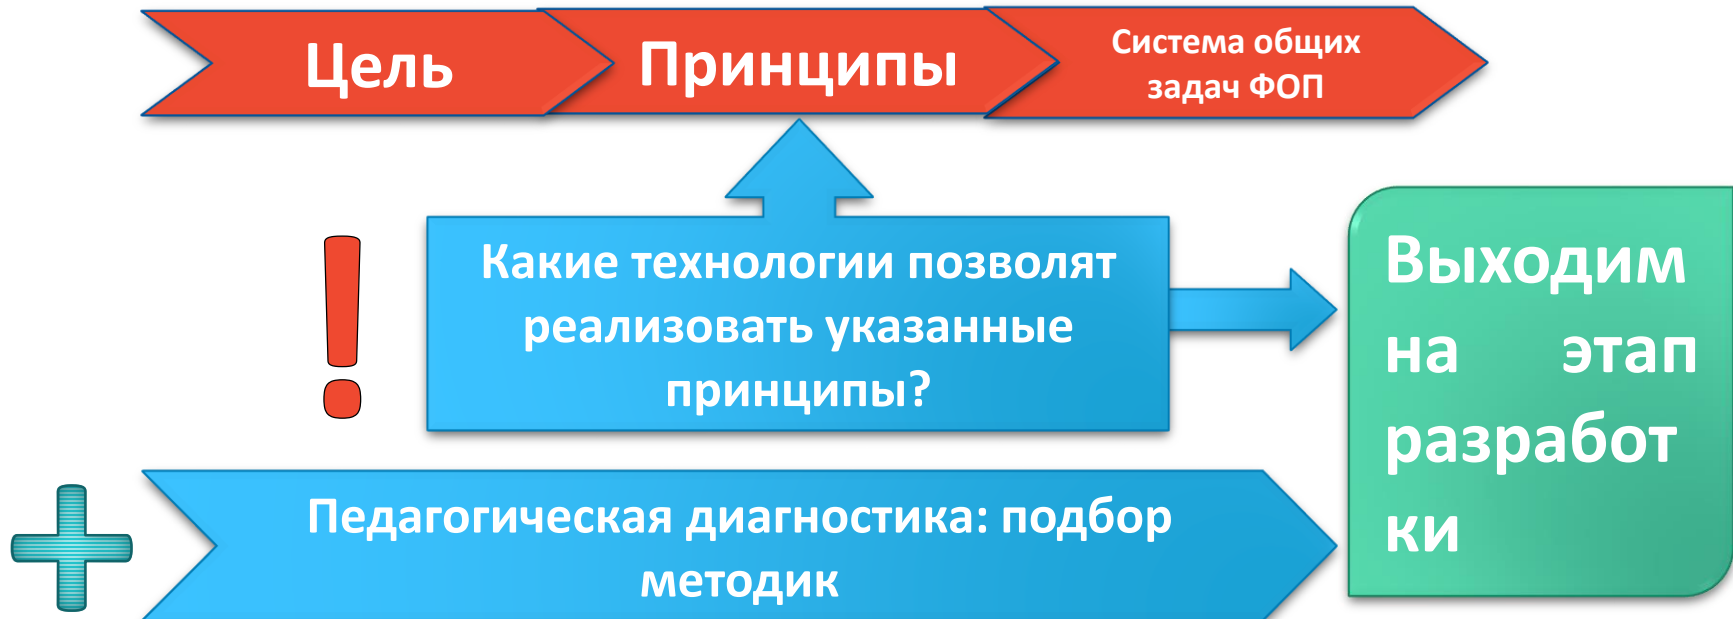 Цель
Принципы
Система общих
задач ФОП
Какие технологии позволят
реализовать указанные
принципы?
Выходим
на этап
разработ
ки
Педагогическая диагностика: подбор
методик